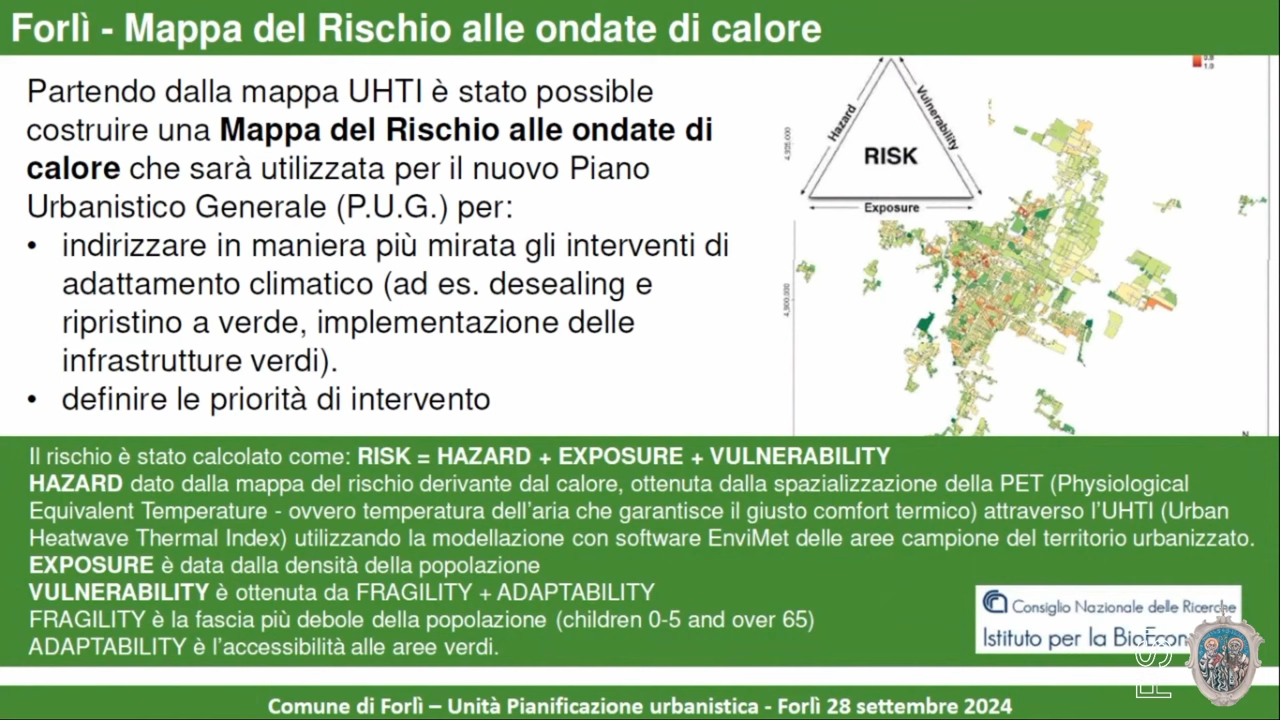 Forlì - Mappa del Rischio alle ondate di calore
Partendo dalla mappa UHTI è stato possible
costruire una Mappa del Rischio alle ondate di
calore che sarà utilizzata per il nuovo Piano
Urbanistico Generale (P.U.G.) per:
• indirizzare in maniera più mirata gli interventi di
adattamento climatico (ad es. desealing e
ripristino a verde, implementazione delle
infrastrutture verdi).
• definire le priorità di intervento
Hazard
Vulnerability
RISK
Exposure
1.0
N
Il rischio è stato calcolato come: RISK = HAZARD + EXPOSURE + VULNERABILITY
HAZARD dato dalla mappa del rischio derivante dal calore, ottenuta dalla spazializzazione della PET (Physiological
Equivalent Temperature - ovvero temperatura dell'aria che garantisce il giusto comfort termico) attraverso l'UHTI (Urban
Heatwave Thermal Index) utilizzando la modellazione con software EnviMet delle aree campione del territorio urbanizzato.
EXPOSURE è data dalla densità della popolazione
VULNERABILITY è ottenuta da FRAGILITY + ADAPTABILITY
FRAGILITY è la fascia più debole della popolazione (children 0-5 and over 65)
ADAPTABILITY è l'accessibilità alle aree verdi.
Consiglio Nazionale delle Ricerche
Istituto per la BioEcon
Comune di Forlì – Unità Pianificazione urbanistica - Forlì 28 settembre 2024